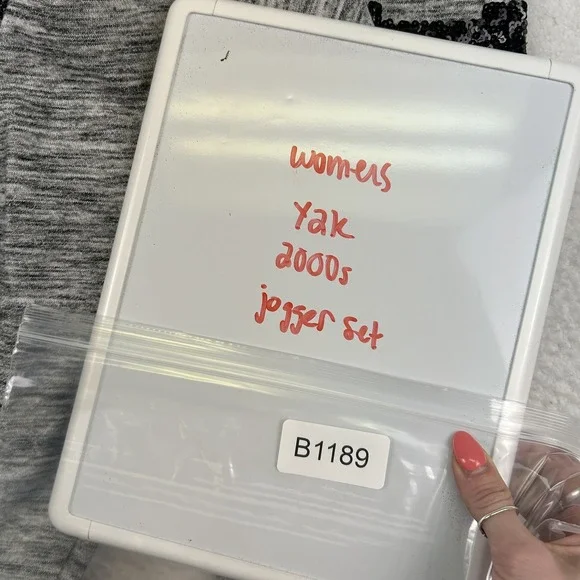 womens
Yak
2000s
jogger set
B1189